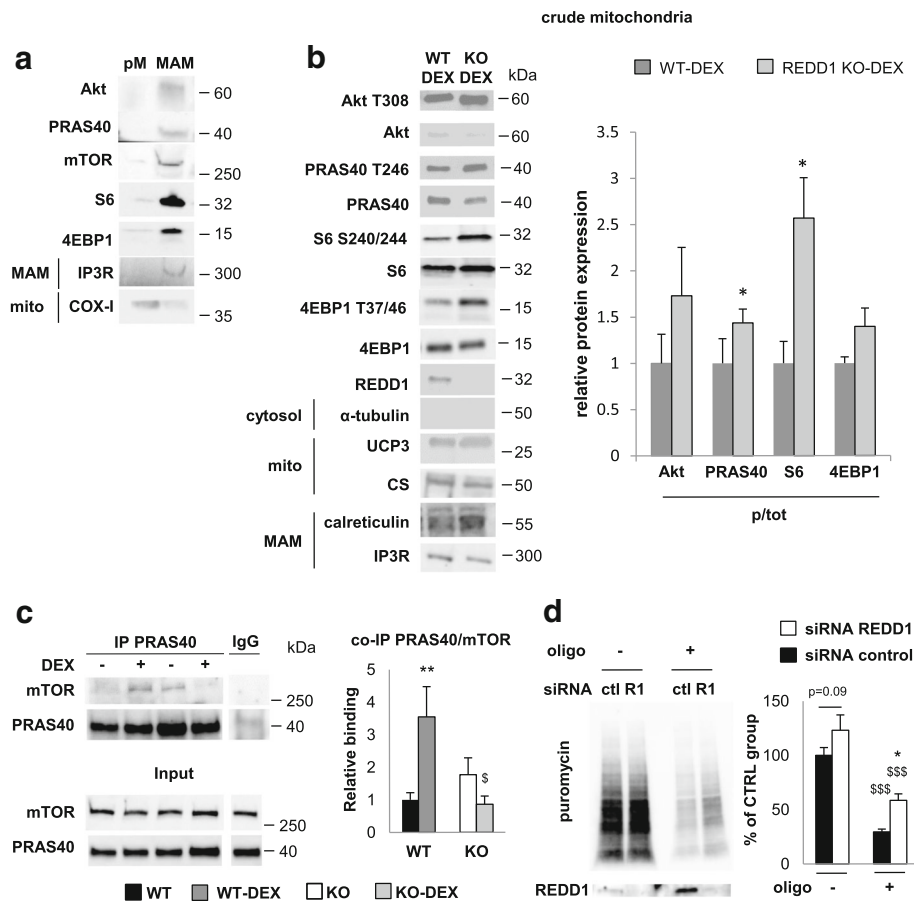 crude mitochondria
a
pM MAM
Akt
60
PRAS40
40
mTOR
250
S6
32
4EBP1
15
MAM IP3R
300
mito COX-I
35
b
WT KO
DEX DEX
kDa
Akt T308
60
Akt
60
PRAS40 T246
40
PRAS40
40
S6 S240/244
32
S6
32
4EBP1 T37/46
15
4EBP1
15
REDD1
32
cytosol α-tubulin
50
UCP3
25
mito
CS
50
calreticulin
55
MAM
IP3R
300
WT-DEX REDD1 KO-DEX
relative protein expression
3.5
3
2.5
2
1.5
1
0.5
0
* *
Akt PRAS40 S6 4EBP1
p/tot
c
IP PRAS40 IgG
kDa
DEX - + - +
mTOR
250
PRAS40
40
Input
mTOR
250
PRAS40
40
co-IP PRAS40/mTOR
Relative binding
5
4
3
2
1
0
**
$
WT KO
WT WT-DEX KO KO-DEX
d
oligo - +
siRNA ctl R1 ctl R1
puromycin
REDD1
siRNA REDD1
siRNA control
% of CTRL group
150
100
50
0
p=0.09
*
$$$
$$$
oligo - +